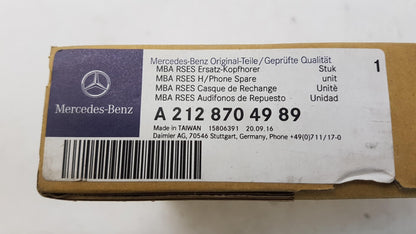 Mercedes-Benz Original-Teile/Geprüfte Qualität
MBA RSES Ersatz-Kopfhorer Stuk
MBA RSES H/Phone Spare unit
MBA RSES Casque de Rechange Unitè
MBA RSES Audifonos de Repuesto Unidad
1
Mercedes-Benz
A 212 870 49 89
Made in TAIWAN 15806391 20.09.16
Daimler AG, 70546 Stuttgart, Germany, Phone +49(0)711/17-0